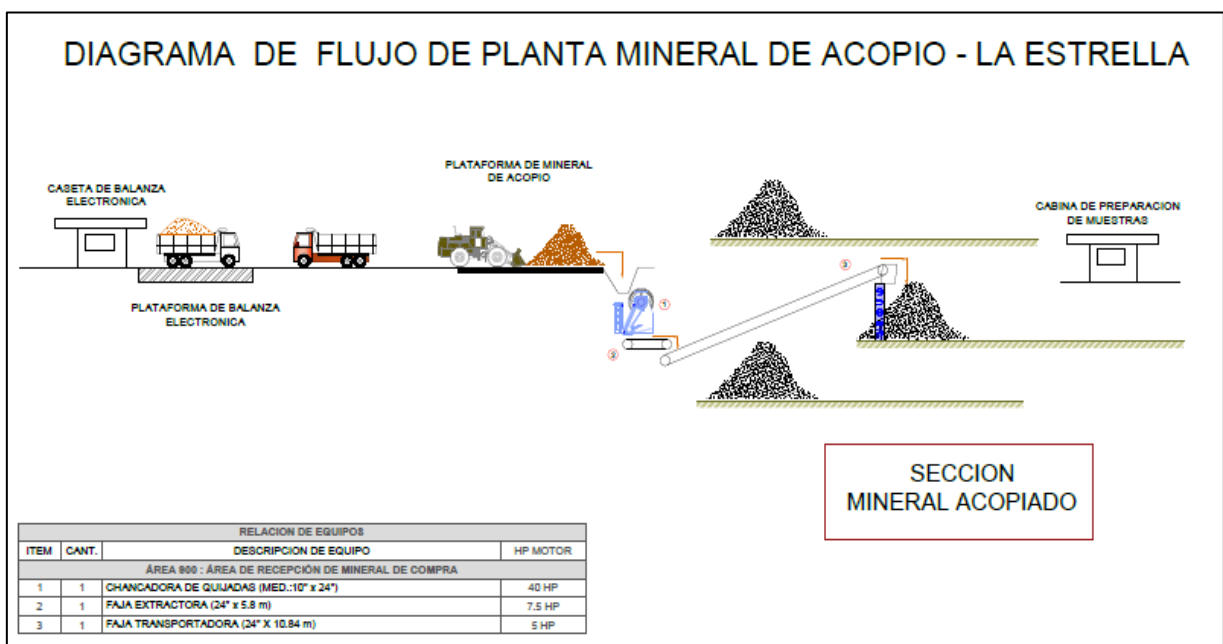 DIAGRAMA DE FLUJO DE PLANTA MINERAL DE ACOPIO - LA ESTRELLA
PLATAFORMA DE MINERAL
DE ACOPIO
CASETA DE BALANZA
ELECTRONICA
CABINA DE PREPARACION
DE MUESTRAS
PLATAFORMA DE BALANZA
ELECTRONICA
3
1
2
SECCION
MINERAL ACOPIADO
RELACION DE EQUIPOS
ITEM CANT. DESCRIPCION DE EQUIPO HP MOTOR
ÁREA 900 : ÁREA DE RECEPCIÓN DE MINERAL DE COMPRA
1 1 CHANCADORA DE QUIJADAS (MED.:10" x 24") 40 HP
2 1 FAJA EXTRACTORA (24" x 5.8 m) 7.5 HP
3 1 FAJA TRANSPORTADORA (24" X 10.84 m) 5 HP